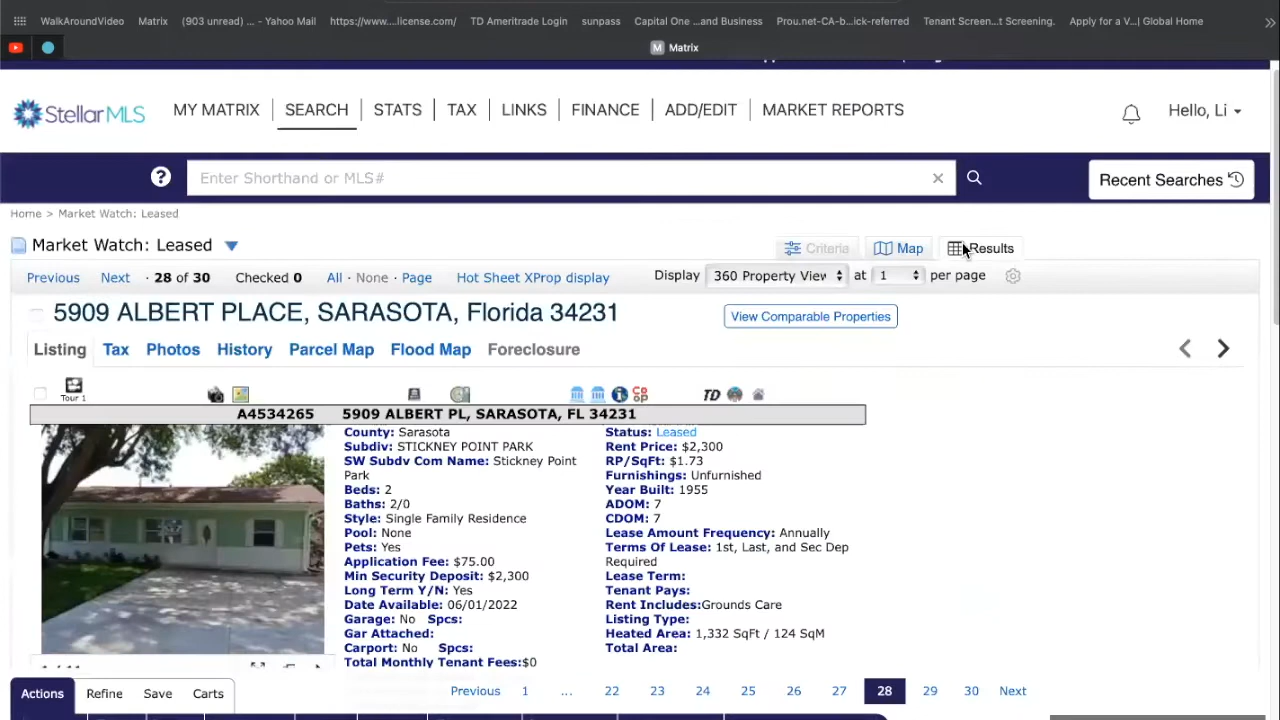 WalkAroundVideo Matrix (903 unread) ... - Yahoo Mail https://www....license.com/ TD Ameritrade Login sunpass Capital One ...and Business Prou.net-CA-b...ick-referred Tenant Screen...t Screening. Apply for a V...| Global Home
M Matrix
StellarMLS MY MATRIX SEARCH STATS TAX LINKS FINANCE ADD/EDIT MARKET REPORTS Hello, Li
? Enter Shorthand or MLS# Recent Searches
Home > Market Watch: Leased
Market Watch: Leased Criteria Map Results
Previous Next · 28 of 30 Checked 0 All · None · Page Hot Sheet XProp display Display 360 Property View at 1 per page
5909 ALBERT PLACE, SARASOTA, Florida 34231 View Comparable Properties
Listing Tax Photos History Parcel Map Flood Map Foreclosure
Tour 1 TD
A4534265 5909 ALBERT PL, SARASOTA, FL 34231
County: Sarasota
Subdiv: STICKNEY POINT PARK
SW Subdv Com Name: Stickney Point
Park
Beds: 2
Baths: 2/0
Style: Single Family Residence
Pool: None
Pets: Yes
Application Fee: $75.00
Min Security Deposit: $2,300
Long Term Y/N: Yes
Date Available: 06/01/2022
Garage: No Spcs:
Gar Attached:
Carport: No Spcs:
Total Monthly Tenant Fees:$0
Status: Leased
Rent Price: $2,300
RP/SqFt: $1.73
Furnishings: Unfurnished
Year Built: 1955
ADOM: 7
CDOM: 7
Lease Amount Frequency: Annually
Terms Of Lease: 1st, Last, and Sec Dep
Required
Lease Term:
Tenant Pays:
Rent Includes:Grounds Care
Listing Type:
Heated Area: 1,332 SqFt / 124 SqM
Total Area:
Actions Refine Save Carts Previous 1 ... 22 23 24 25 26 27 28 29 30 Next